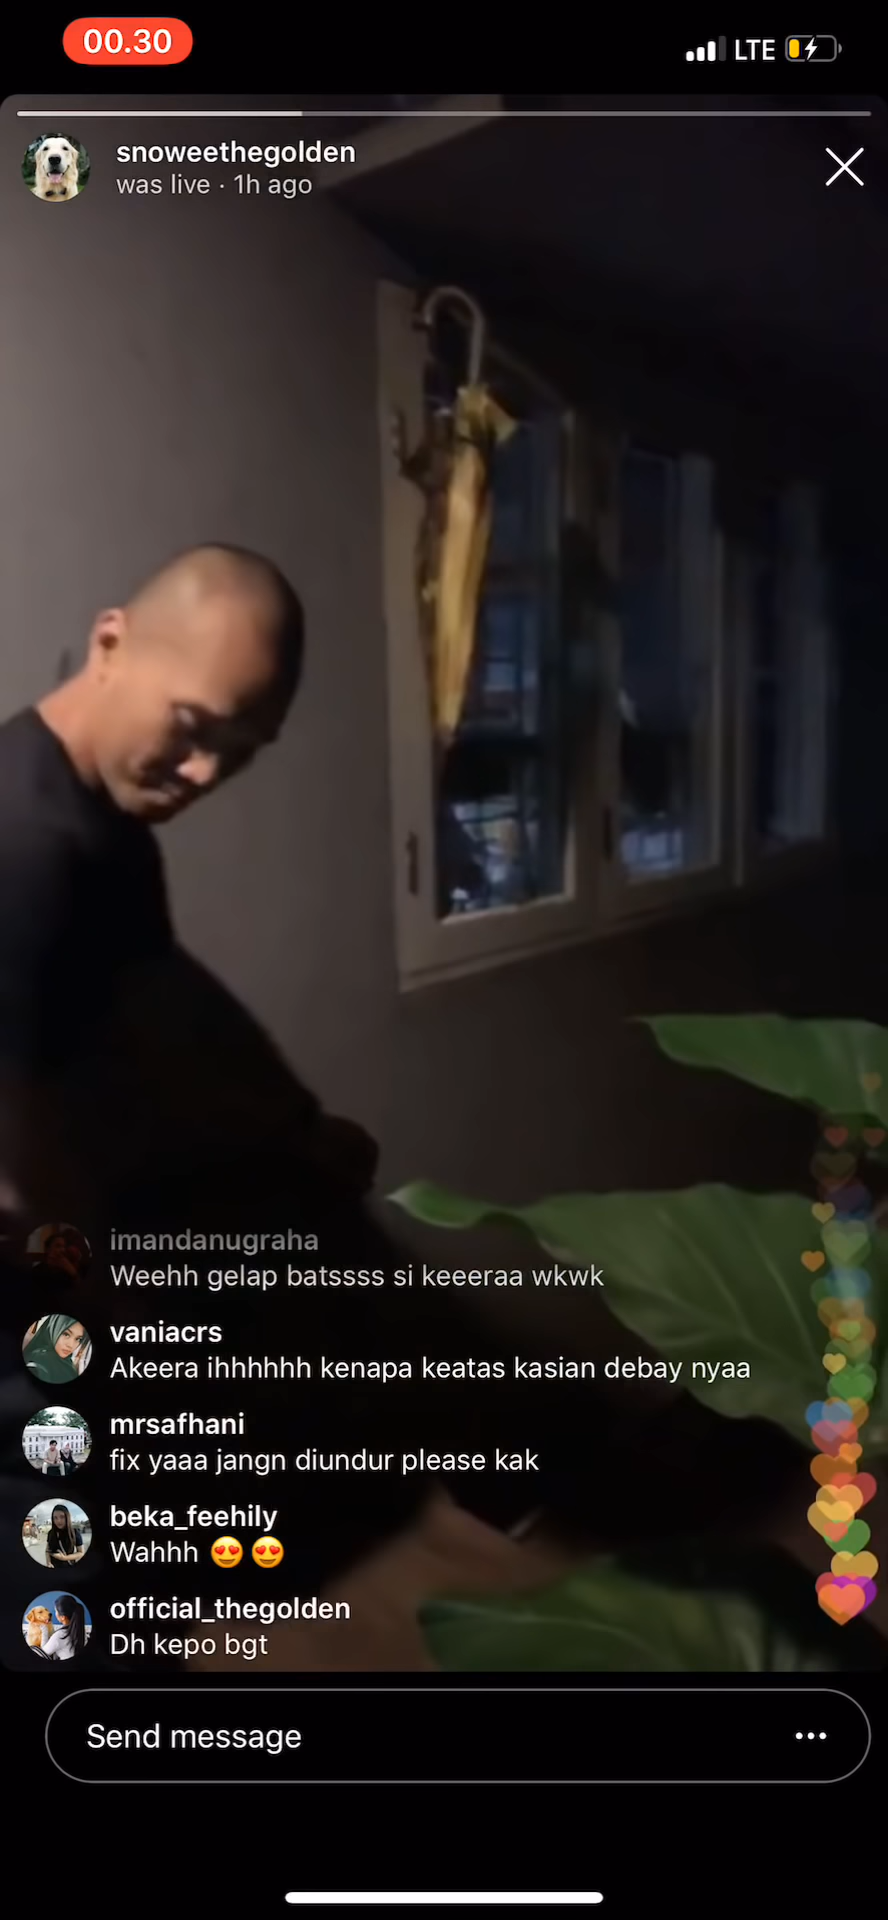 00.30
LTE
snoweethegolden
was live · 1h ago
imandanugraha
Weehh gelap batssss si keeeraa wkwk
vaniacrs
Akeera ihhhhhh kenapa keatas kasian debay nyaa
mrsafhani
fix yaaa jangn diundur please kak
beka_feehily
Wahhh 😍 😍
official_thegolden
Dh kepo bgt
Send message